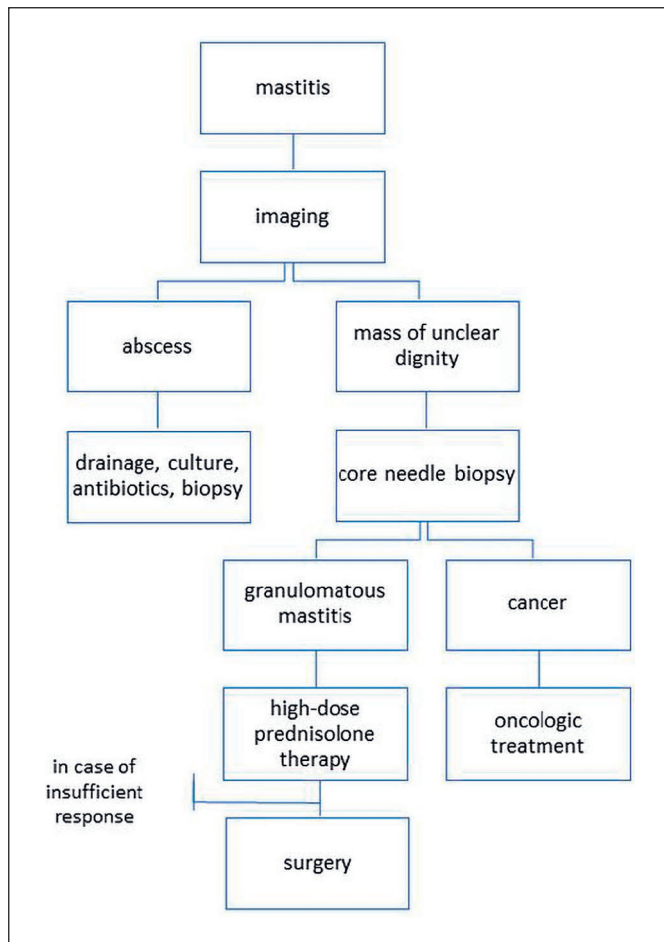 mastitis
imaging
abscess
mass of unclear
dignity
drainage, culture,
antibiotics, biopsy
core needle biopsy
granulomatous
mastitis
cancer
high-dose
prednisolone
therapy
oncologic
treatment
in case of
insufficient
response
surgery